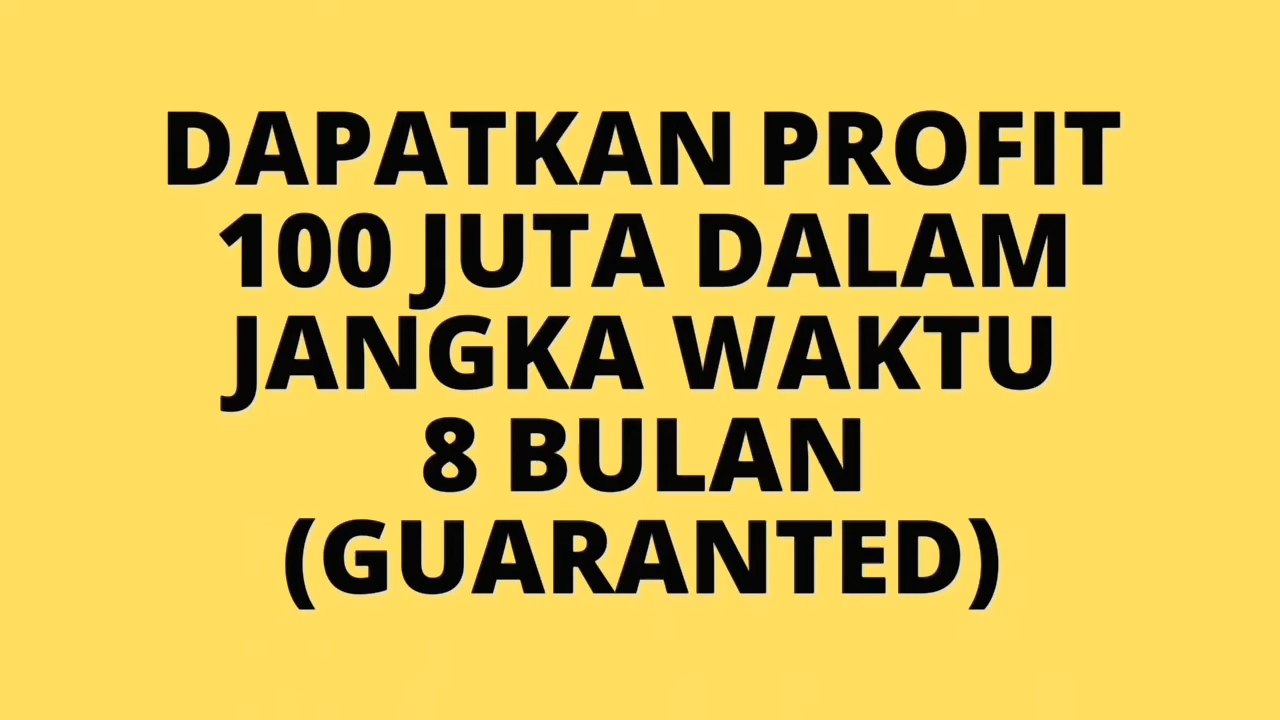 DAPATKAN PROFIT
100 JUTA DALAM
JANGKA WAKTU
8 BULAN
(GUARANTED)